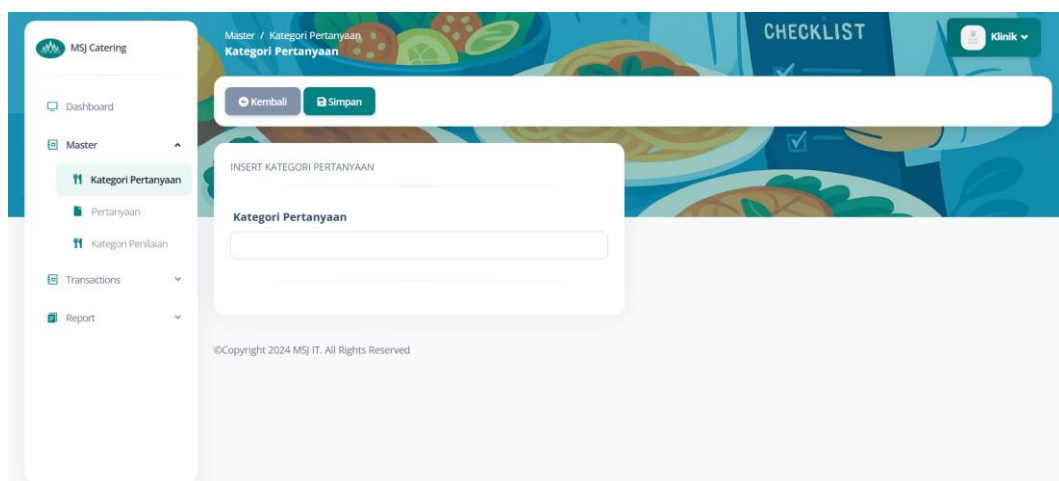 MSJ Catering
Dashboard
Master
Kategori Pertanyaan
Pertanyaan
Kategori Penilaian
Transactions
Report
Master / Kategori Pertanyaan
Kategori Pertanyaan
CHECKLIST
Klinik
Kembali
Simpan
INSERT KATEGORI PERTANYAAN
Kategori Pertanyaan
©Copyright 2024 MSJ IT. All Rights Reserved